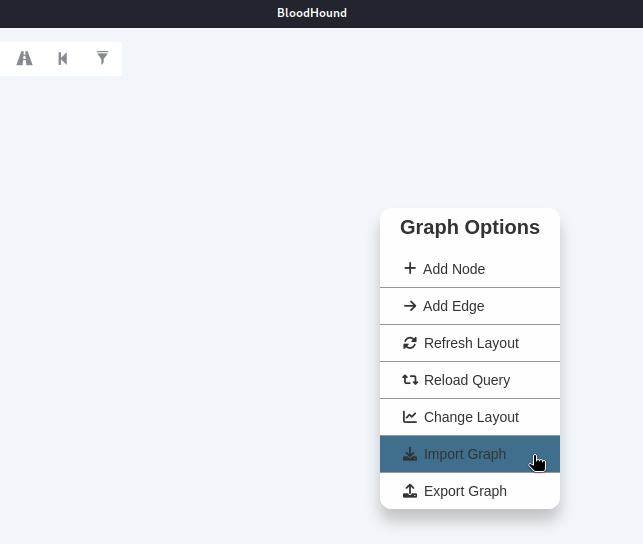 BloodHound
Graph Options
Add Node
Add Edge
Refresh Layout
Reload Query
Change Layout
Import Graph
Export Graph